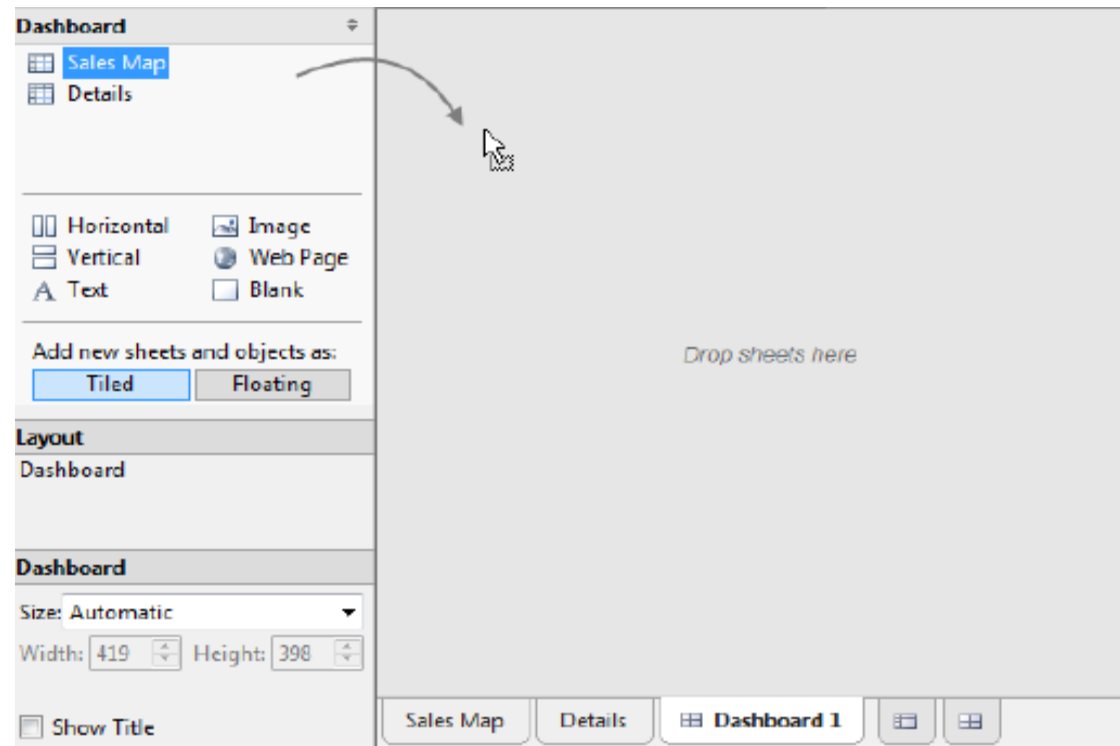 Dashboard
Sales Map
Details
Horizontal Image
Vertical Web Page
Text Blank
Add new sheets and objects as:
Tiled Floating
Layout
Dashboard
Dashboard
Size: Automatic
Width: 419 Height: 398
Show Title
Drop sheets here
Sales Map Details Dashboard 1